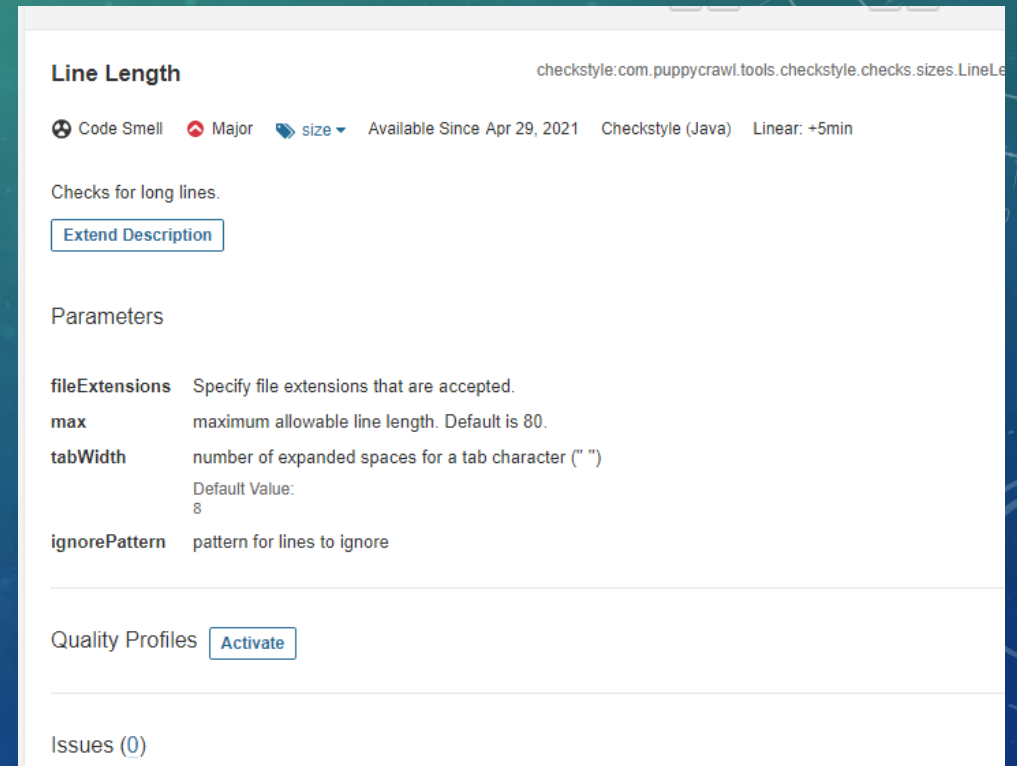 Line Length
checkstyle:com.puppycrawl.tools.checkstyle.checks.sizes.LineLe
Code Smell Major size Available Since Apr 29, 2021 Checkstyle (Java) Linear: +5min
Checks for long lines.
Extend Description
Parameters
fileExtensions Specify file extensions that are accepted.
max maximum allowable line length. Default is 80.
tabWidth number of expanded spaces for a tab character (" ")
Default Value:
8
ignorePattern pattern for lines to ignore
Quality Profiles Activate
Issues (0)